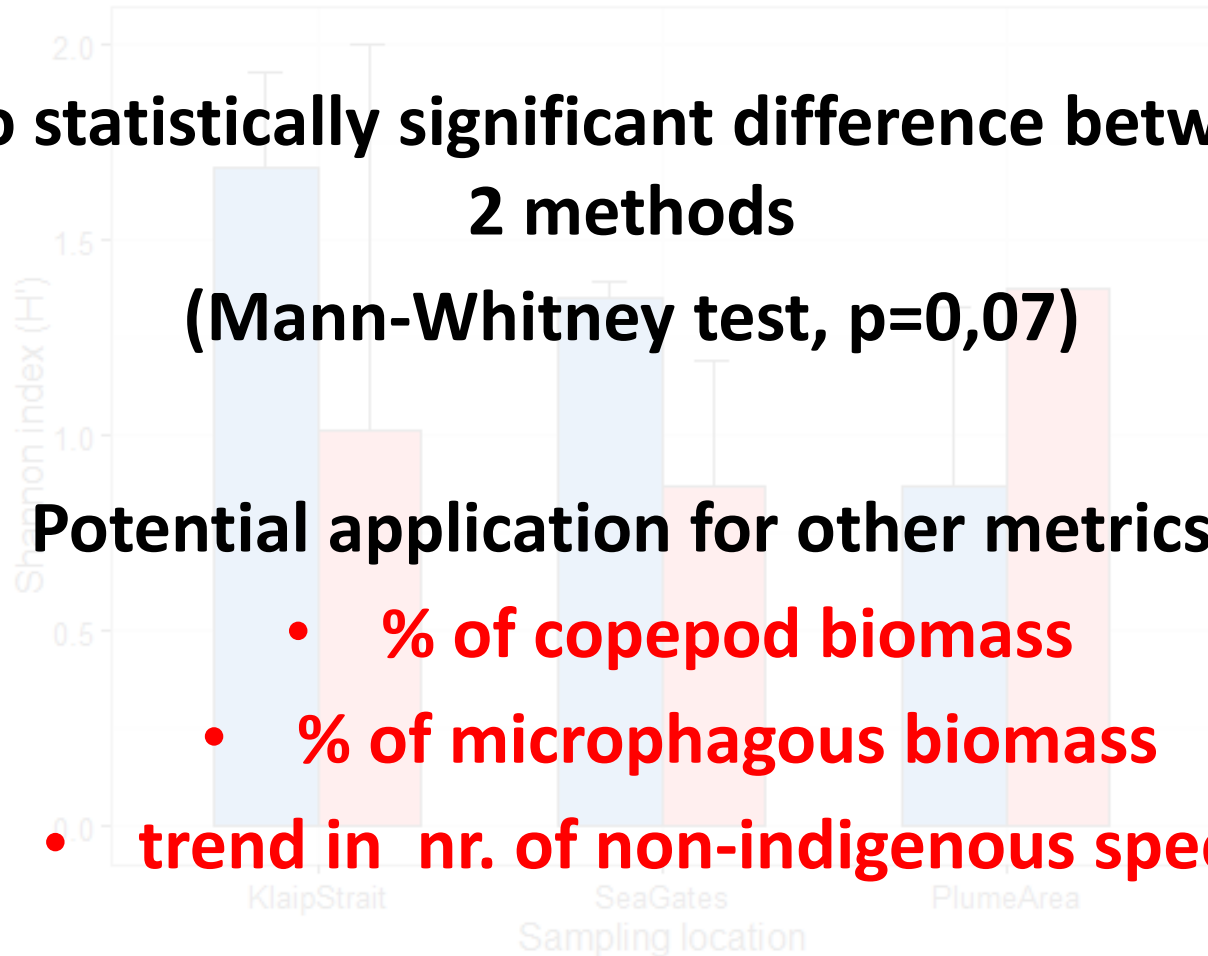 statistically significant difference
2 methods
(Mann-Whitney test, p=0,07)
Potential application for other metrics
• % of copepod biomass
• % of microphagous biomass
• trend in nr. of non-indigenous
2.0
1.5
1.0
0.5
0.0
Shannon index (H')
KlaipStrait
SeaGates
PlumeArea
Sampling location